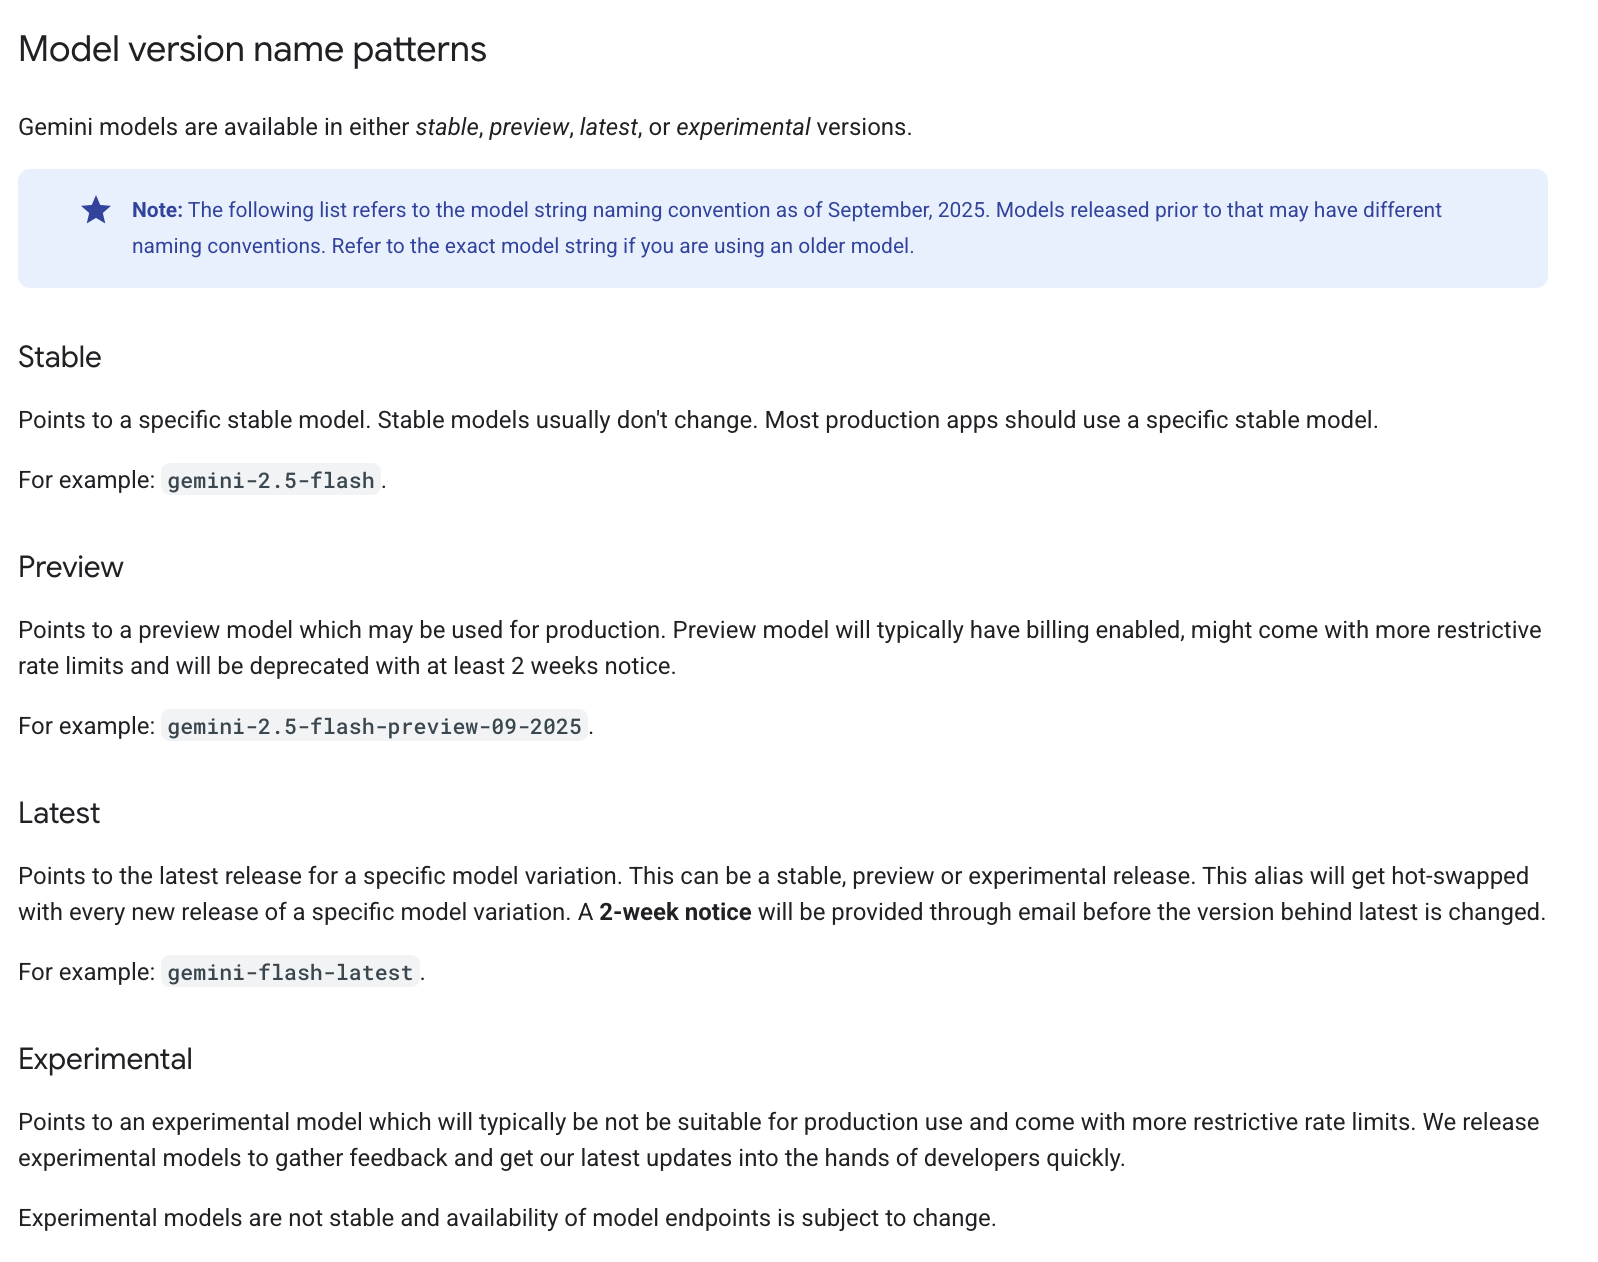 Model version name patterns
Gemini models are available in either stable, preview, latest, or experimental versions.
Note: The following list refers to the model string naming convention as of September, 2025. Models released prior to that may have different
naming conventions. Refer to the exact model string if you are using an older model.
Stable
Points to a specific stable model. Stable models usually don't change. Most production apps should use a specific stable model.
For example: gemini-2.5-flash.
Preview
Points to a preview model which may be used for production. Preview model will typically have billing enabled, might come with more restrictive
rate limits and will be deprecated with at least 2 weeks notice.
For example: gemini-2.5-flash-preview-09-2025.
Latest
Points to the latest release for a specific model variation. This can be a stable, preview or experimental release. This alias will get hot-swapped
with every new release of a specific model variation. A 2-week notice will be provided through email before the version behind latest is changed.
For example: gemini-flash-latest.
Experimental
Points to an experimental model which will typically be not be suitable for production use and come with more restrictive rate limits. We release
experimental models to gather feedback and get our latest updates into the hands of developers quickly.
Experimental models are not stable and availability of model endpoints is subject to change.